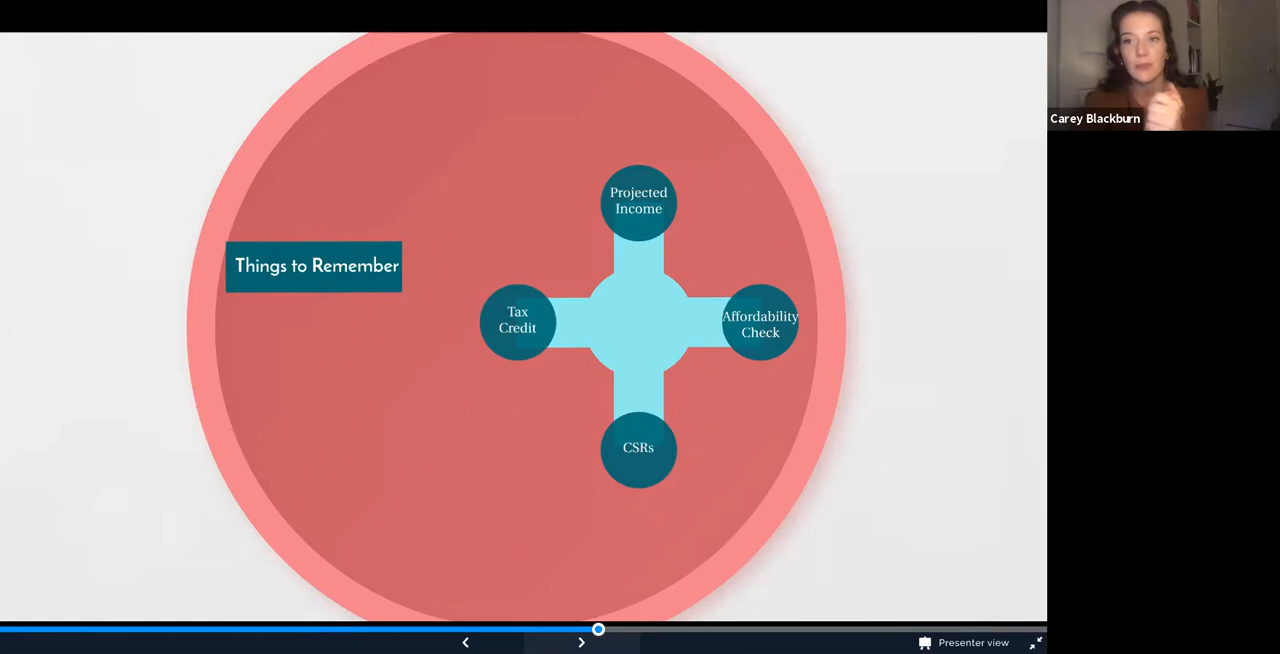 Things to Remember
Projected
Income
Tax
Credit
Affordability
Check
CSRs
Carey Blackburn
Presenter view